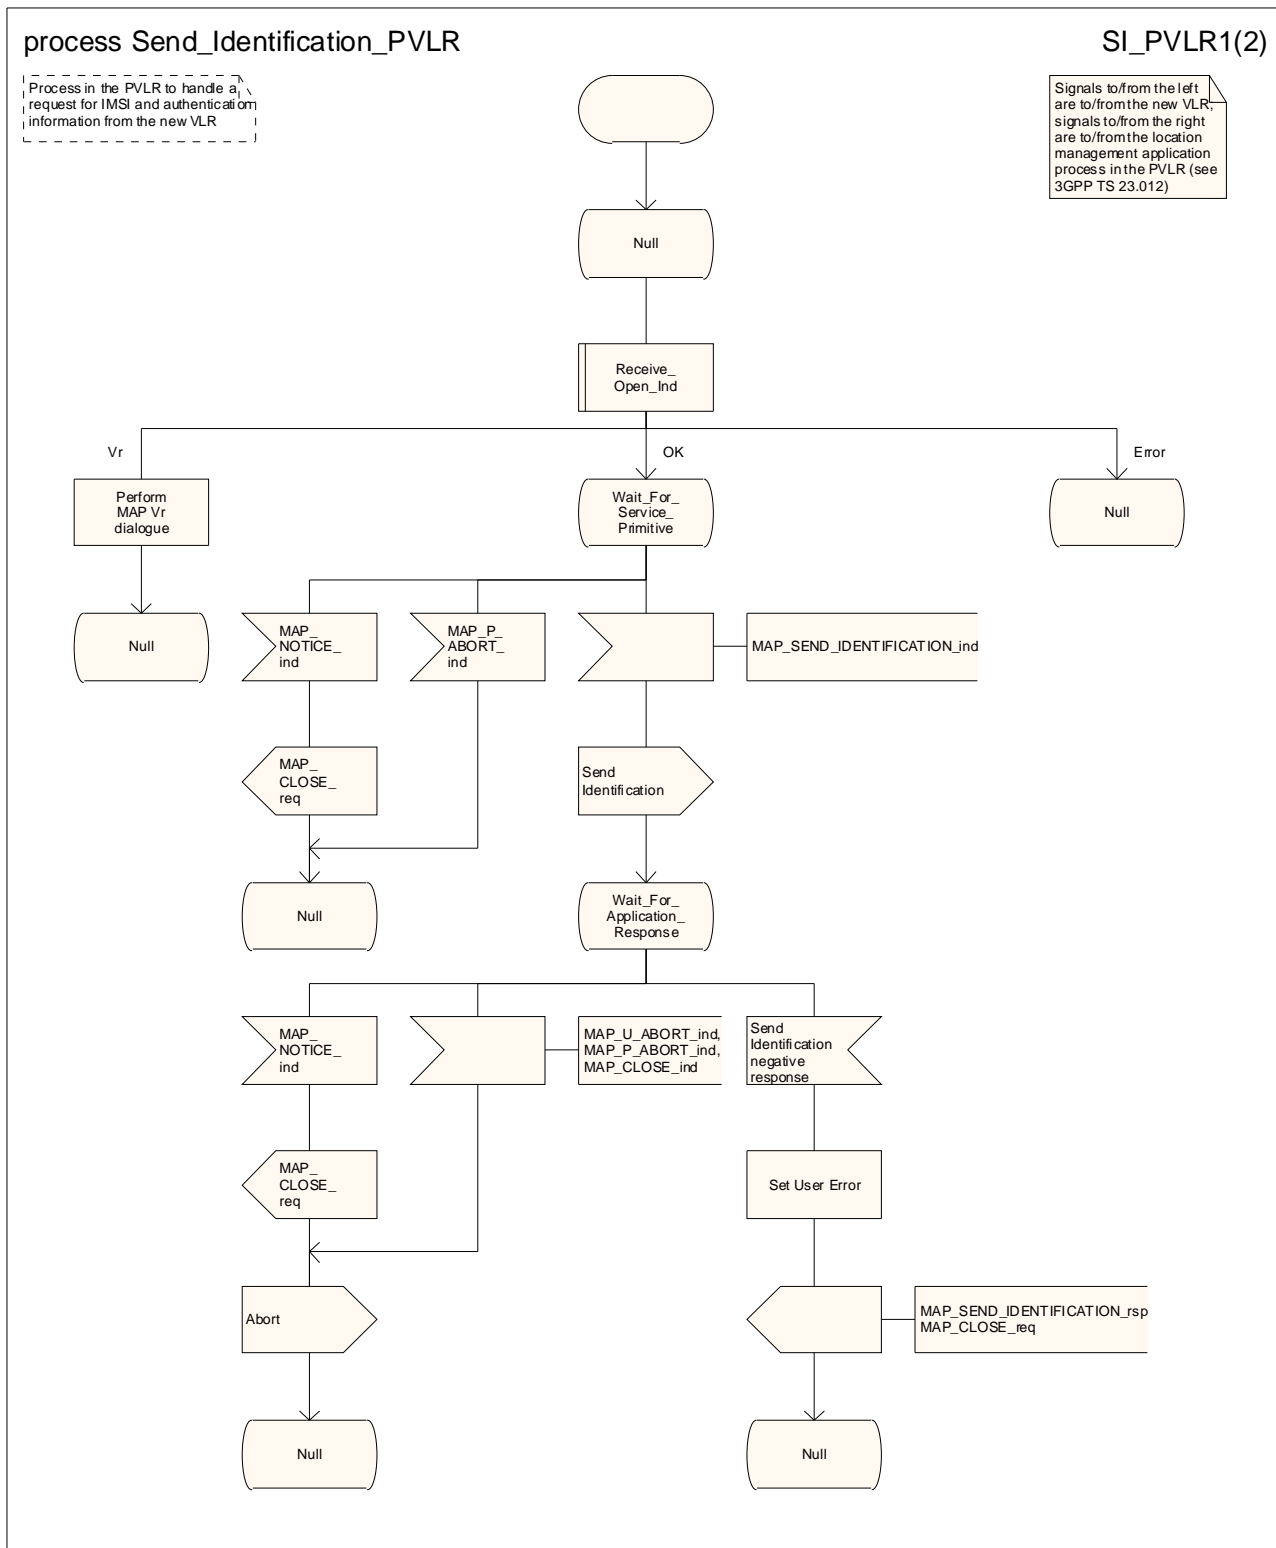 process Send_Identification_PVLR
SI_PVLR1(2)
Process in the PVLR to handle a
request for IMSI and authentication
information from the new VLR
Signals to/from the left
are to/from the new VLR;
signals to/from the right
are to/from the location
management application
process in the PVLR (see
3GPP TS 23.012)
Null
Receive_
Open_Ind
Vr
OK
Error
Perform
MAP Vr
dialogue
Wait_For_
Service_
Primitive
Null
Null
MAP_
NOTICE_
ind
MAP_P_
ABORT_
ind
MAP_SEND_IDENTIFICATION_ind
MAP_
CLOSE_
req
Send
Identification
Null
Wait_For_
Application_
Response
MAP_
NOTICE_
ind
MAP_U_ABORT_ind,
MAP_P_ABORT_ind,
MAP_CLOSE_ind
Send
Identification
negative
response
MAP_
CLOSE_
req
Set User Error
Abort
MAP_SEND_IDENTIFICATION_rsp
MAP_CLOSE_req
Null
Null